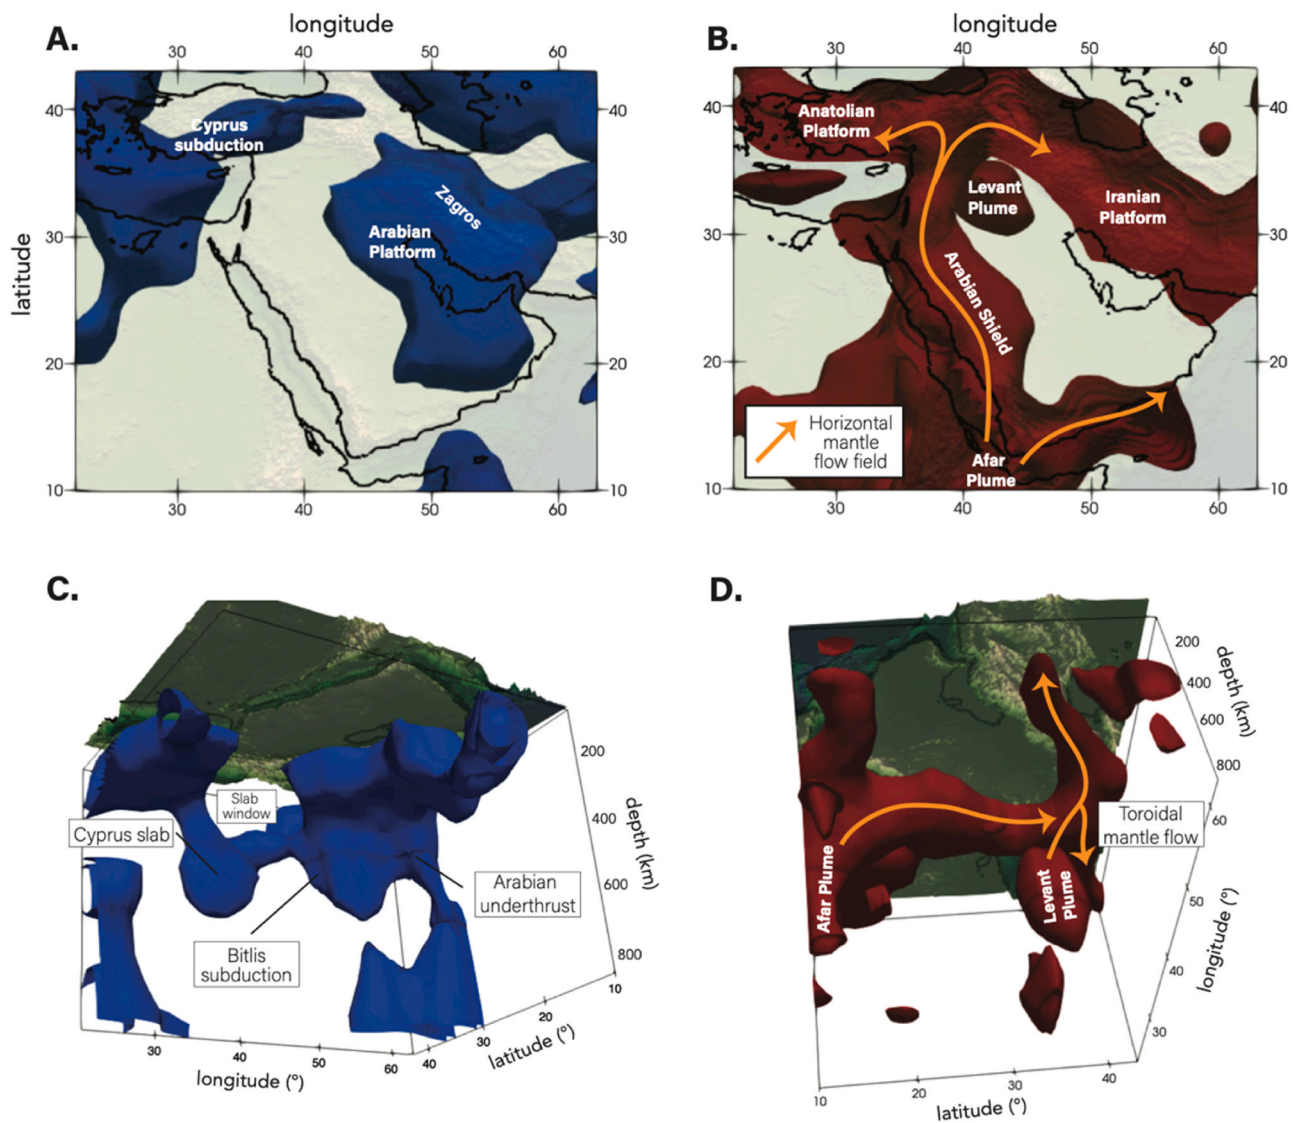 A.
longitude
30 40 50 60
40 40
30 30
20 20
10 10
30 40 50 60
latitude
Cyprus
subduction
Zagros
Arabian
Platform
B.
longitude
30 40 50 60
40 40
30 30
20 20
10 10
30 40 50 60
Anatolian
Platform
Levant
Plume
Iranian
Platform
Arabian Shield
Horizontal
mantle
flow field
Afar
Plume
C.
Slab
window
Cyprus slab
Bitlis
subduction
Arabian
underthrust
200
400
600
800
depth (km)
10
20
30
40
latitude (°)
30 40 50 60
longitude (°)
D.
200
400
600
800
depth (km)
60
50
40
30
longitude (°)
Toroidal
mantle flow
Afar Plume
Levant
Plume
10 20 30 40
latitude (°)